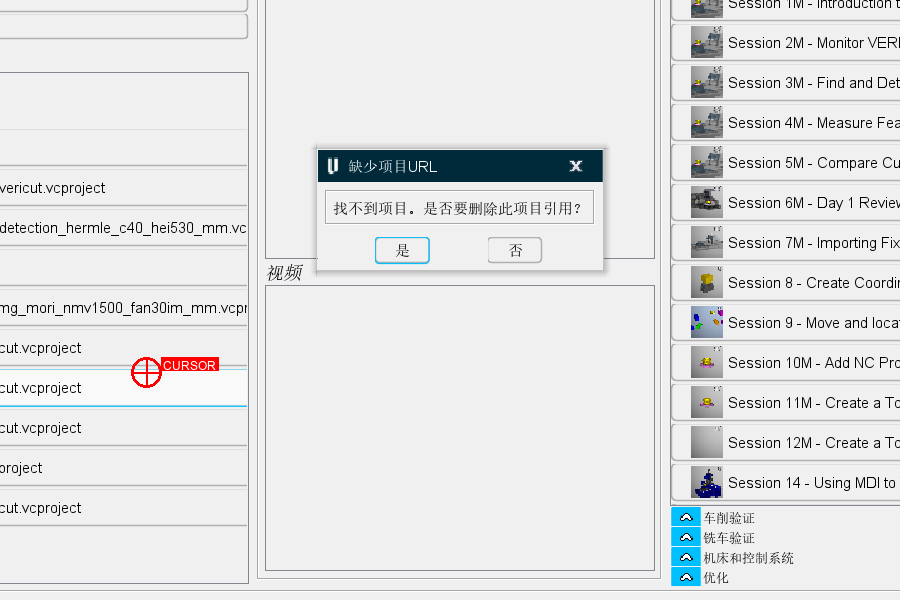 vericut.vcproject
detection_hermle_c40_hei530_mm.vc
mg_mori_nmv1500_fan30im_mm.vcpr
cut.vcproject
CURSOR
cut.vcproject
cut.vcproject
project
cut.vcproject
缺少项目URL
找不到项目。是否要删除此项目引用?
是
否
视频
Session 1M - Introduction t
Session 2M - Monitor VERI
Session 3M - Find and Det
Session 4M - Measure Fea
Session 5M - Compare Cu
Session 6M - Day 1 Review
Session 7M - Importing Fix
Session 8 - Create Coordin
Session 9 - Move and locat
Session 10M - Add NC Pro
Session 11M - Create a To
Session 12M - Create a To
Session 14 - Using MDI to
车削验证
铣车验证
机床和控制系统
优化